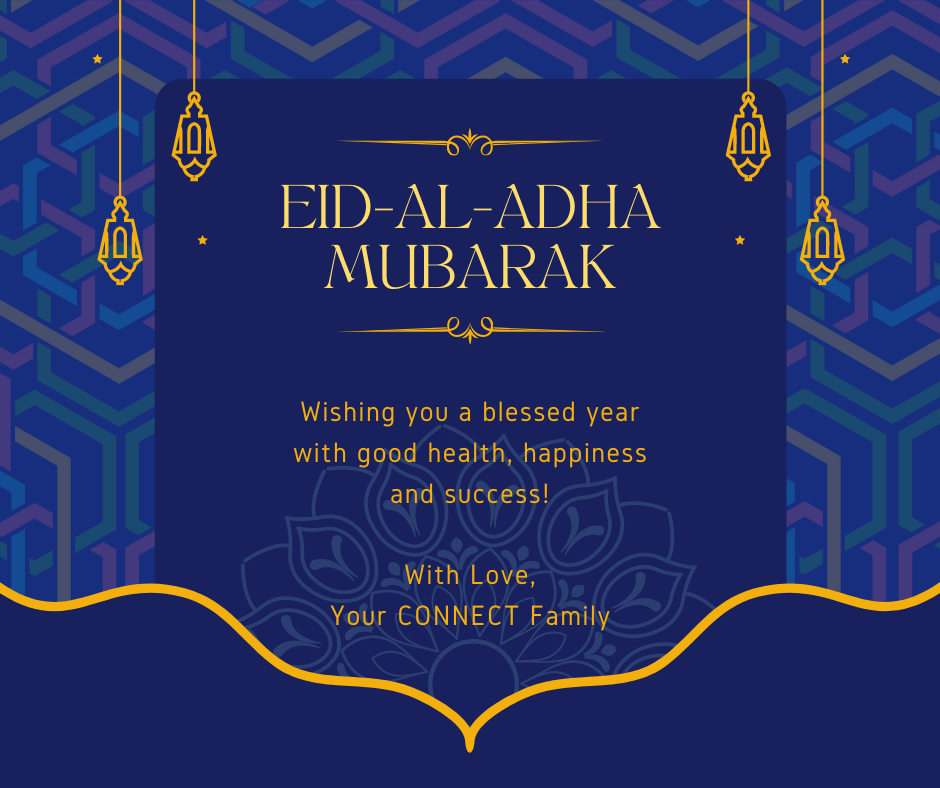 EID-AL-ADHA
MUBARAK
Wishing you a blessed year
with good health, happiness
and success!
With Love,
Your CONNECT Family